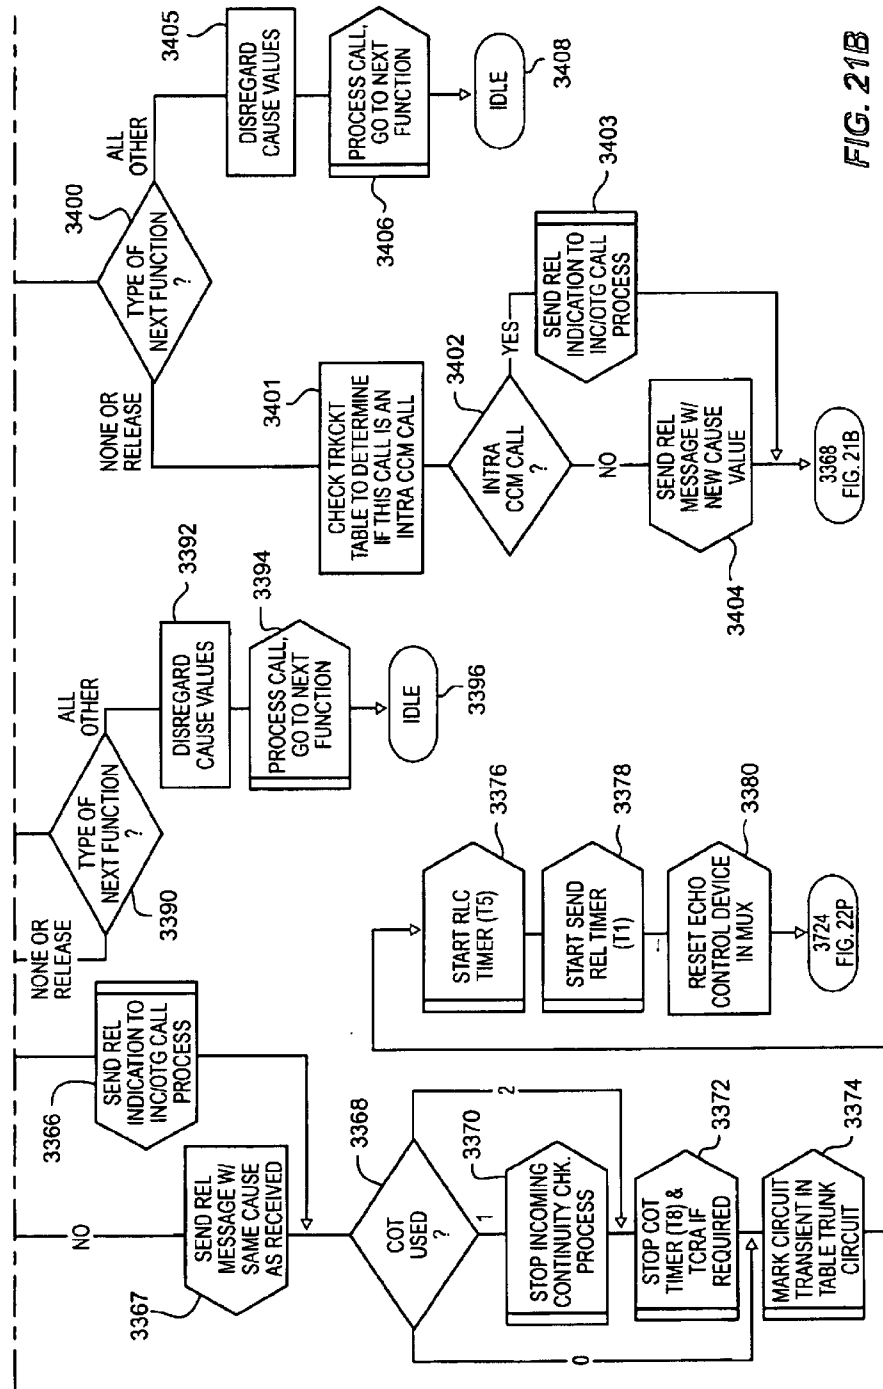 NO
3366
SEND REL
INDICATION TO
INC/OTG CALL
PROCESS
SEND REL
MESSAGE W/
SAME CAUSE
AS RECEIVED
3367
COT
USED
?
3368
0
1
2
STOP INCOMING
CONTINUITY CHK.
PROCESS
3370
STOP COT
TIMER (T8) &
TCRA IF
REQUIRED
3372
MARK CIRCUIT
TRANSIENT IN
TABLE TRUNK
CIRCUIT
3374
START RLC
TIMER (T5)
3376
START SEND
REL TIMER
(T1)
3378
RESET ECHO
CONTROL DEVICE
IN MUX
3380
3724
FIG. 22P
NONE OR
RELEASE
TYPE OF
NEXT FUNCTION
?
3390
ALL
OTHER
DISREGARD
CAUSE VALUES
3392
PROCESS CALL,
GO TO NEXT
FUNCTION
3394
IDLE
3396
NONE OR
RELEASE
TYPE OF
NEXT FUNCTION
?
3400
ALL
OTHER
CHECK TRKCKT
TABLE TO DETERMINE
IF THIS CALL IS AN
INTRA CCM CALL
3401
INTRA
CCM CALL
?
3402
YES
NO
SEND REL
INDICATION TO
INC/OTG CALL
PROCESS
3403
SEND REL
MESSAGE W/
NEW CAUSE
VALUE
3404
3368
FIG. 21B
DISREGARD
CAUSE VALUES
3405
PROCESS CALL,
GO TO NEXT
FUNCTION
3406
IDLE
3408
FIG. 21B